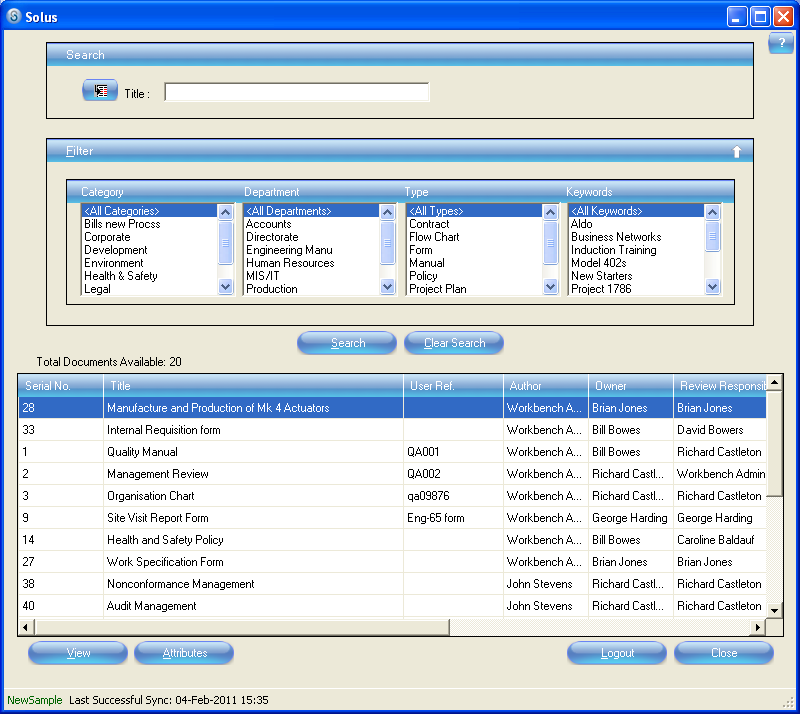 Solus
?
Search
Title :
Filter
Category Department Type Keywords
<All Categories> <All Departments> <All Types> <All Keywords>
Bills new Procss Accounts Contract Aldo
Corporate Directorate Flow Chart Business Networks
Development Engineering Manu Form Induction Training
Environment Human Resources Manual Model 402s
Health & Safety MIS/IT Policy New Starters
Legal Production Project Plan Project 1786
Search Clear Search
Total Documents Available: 20
Serial No. Title User Ref. Author Owner Review Responsib
28 Manufacture and Production of Mk 4 Actuators Workbench A... Brian Jones Brian Jones
33 Internal Requisition form Workbench A... Bill Bowes David Bowers
1 Quality Manual QA001 Workbench A... Bill Bowes Richard Castleton
2 Management Review QA002 Workbench A... Richard Castl... Workbench Admin
3 Organisation Chart qa09876 Workbench A... Richard Castl... Richard Castleton
9 Site Visit Report Form Eng-65 form Workbench A... George Harding George Harding
14 Health and Safety Policy Workbench A... Bill Bowes Caroline Baldauf
27 Work Specification Form Workbench A... Brian Jones Brian Jones
38 Nonconformance Management John Stevens Richard Castl... Richard Castleton
40 Audit Management John Stevens Richard Castl... Richard Castleton
View Attributes Logout Close
NewSample Last Successful Sync: 04-Feb-2011 15:35